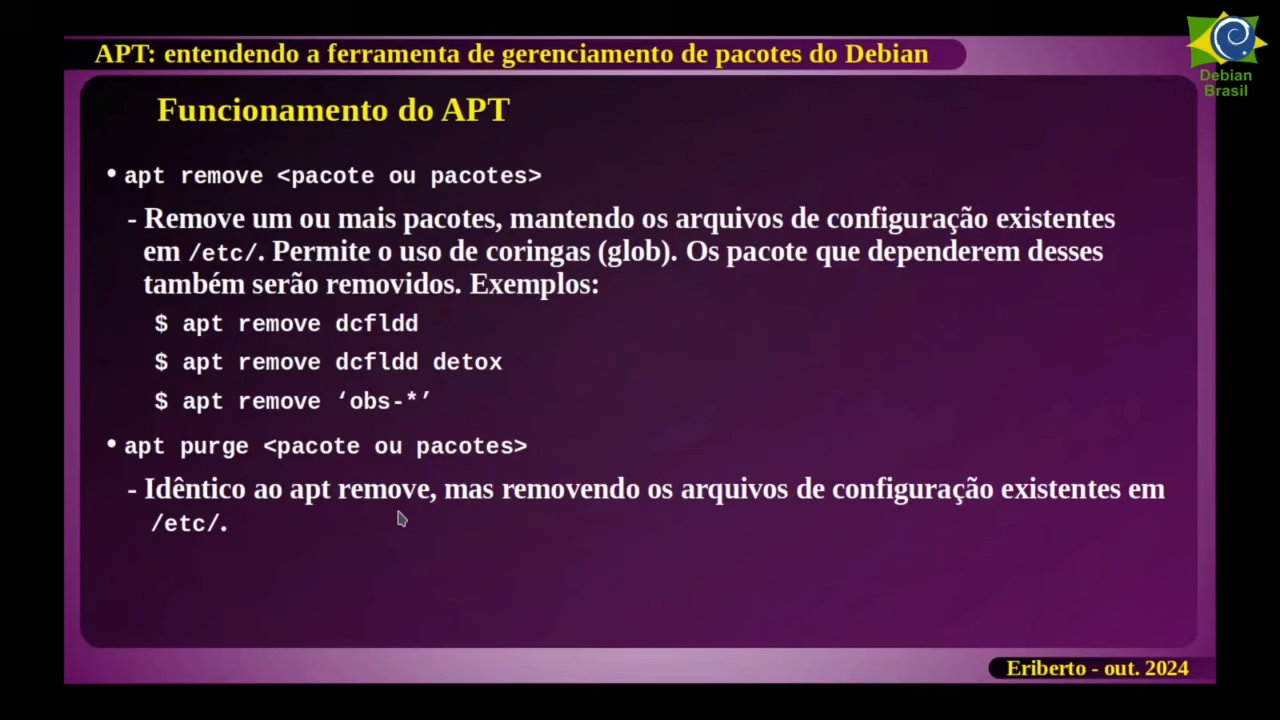 APT: entendendo a ferramenta de gerenciamento de pacotes do Debian
Debian
Brasil
Funcionamento do APT
• apt remove <pacote ou pacotes>
- Remove um ou mais pacotes, mantendo os arquivos de configuração existentes
em /etc/. Permite o uso de coringas (glob). Os pacote que dependerem desses
também serão removidos. Exemplos:
$ apt remove dcfldd
$ apt remove dcfldd detox
$ apt remove ‘obs-*’
• apt purge <pacote ou pacotes>
- Idêntico ao apt remove, mas removendo os arquivos de configuração existentes em
/etc/.
Eriberto - out. 2024